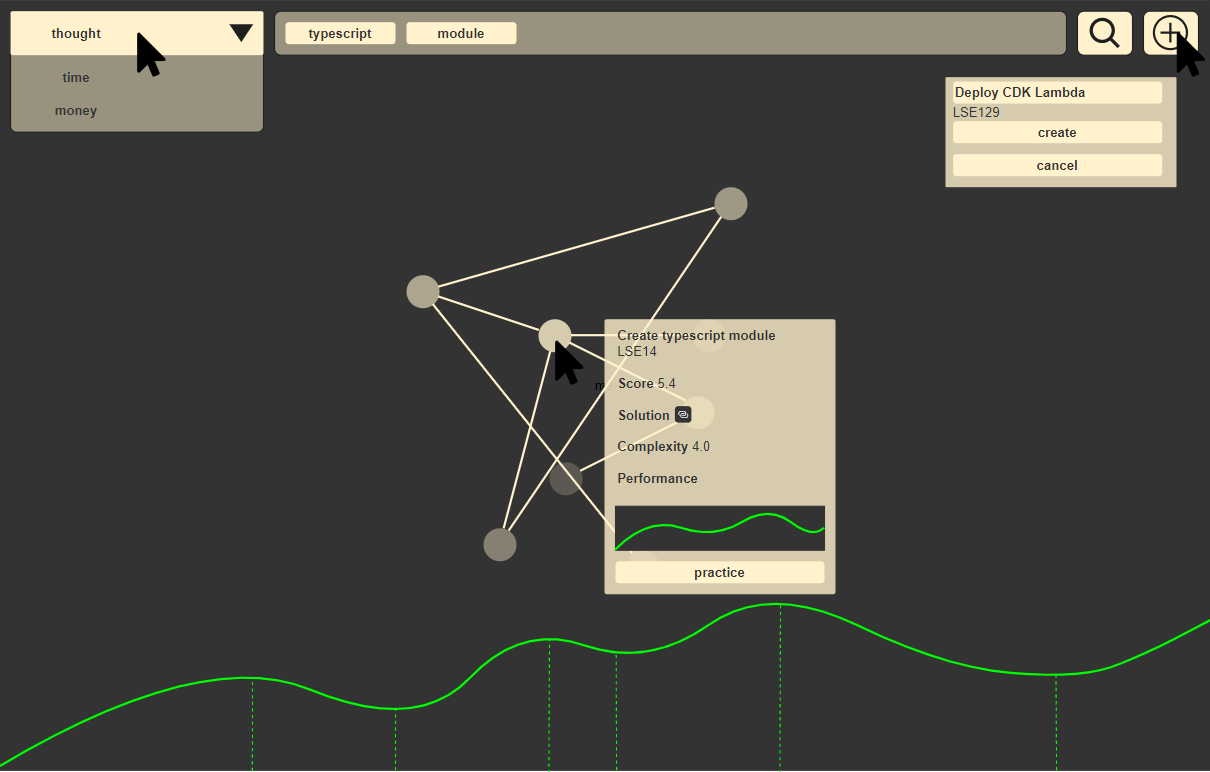 thought
typescript
module
time
money
Deploy CDK Lambda
LSE129
create
cancel
Create typescript module
LSE14
Score 5.4
Solution
Complexity 4.0
Performance
practice